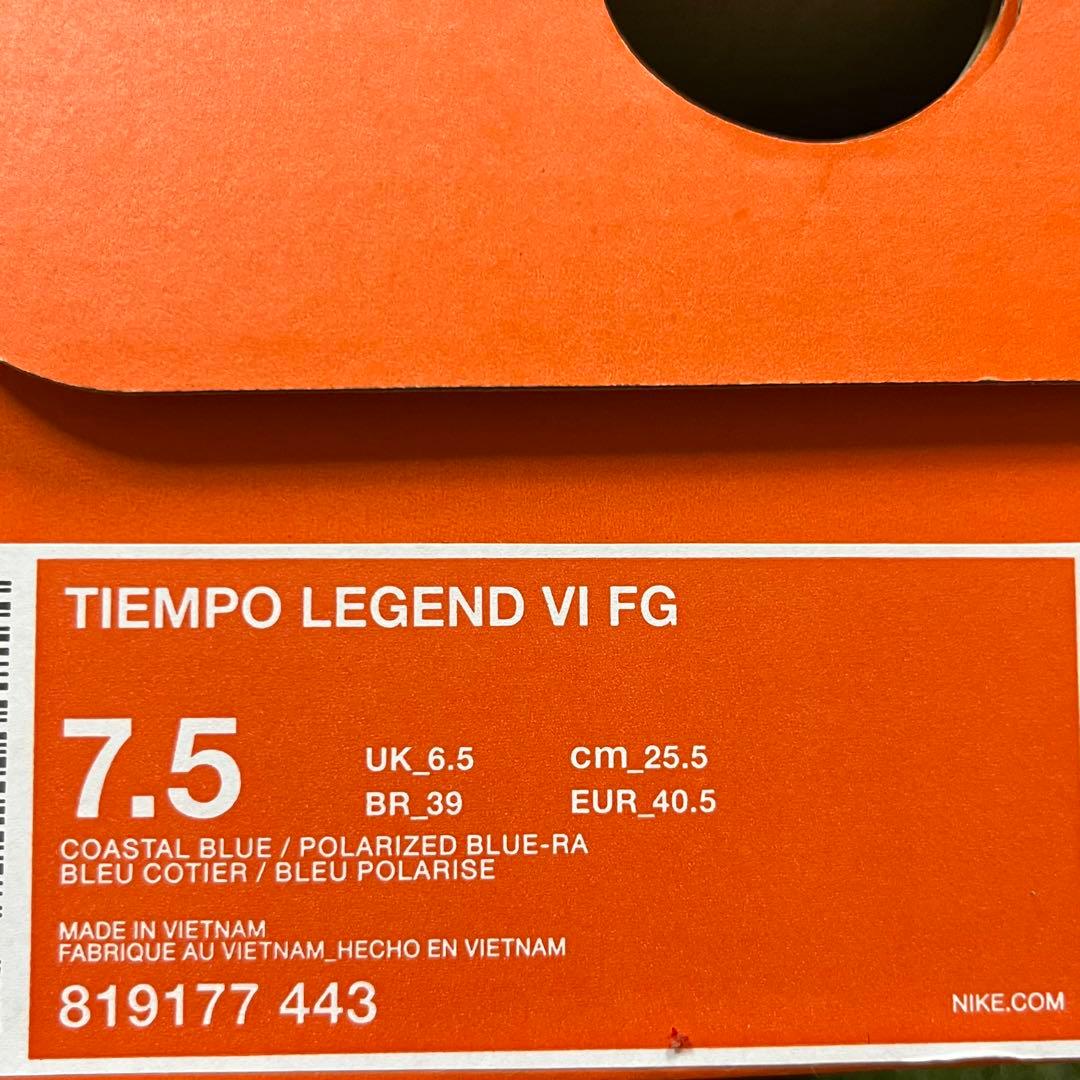 TIEMPO LEGEND VI FG
7.5
UK_6.5 cm_25.5
BR_39 EUR_40.5
COASTAL BLUE / POLARIZED BLUE-RA
BLEU COTIER / BLEU POLARISE
MADE IN VIETNAM
FABRIQUE AU VIETNAM_HECHO EN VIETNAM
819177 443
NIKE.COM